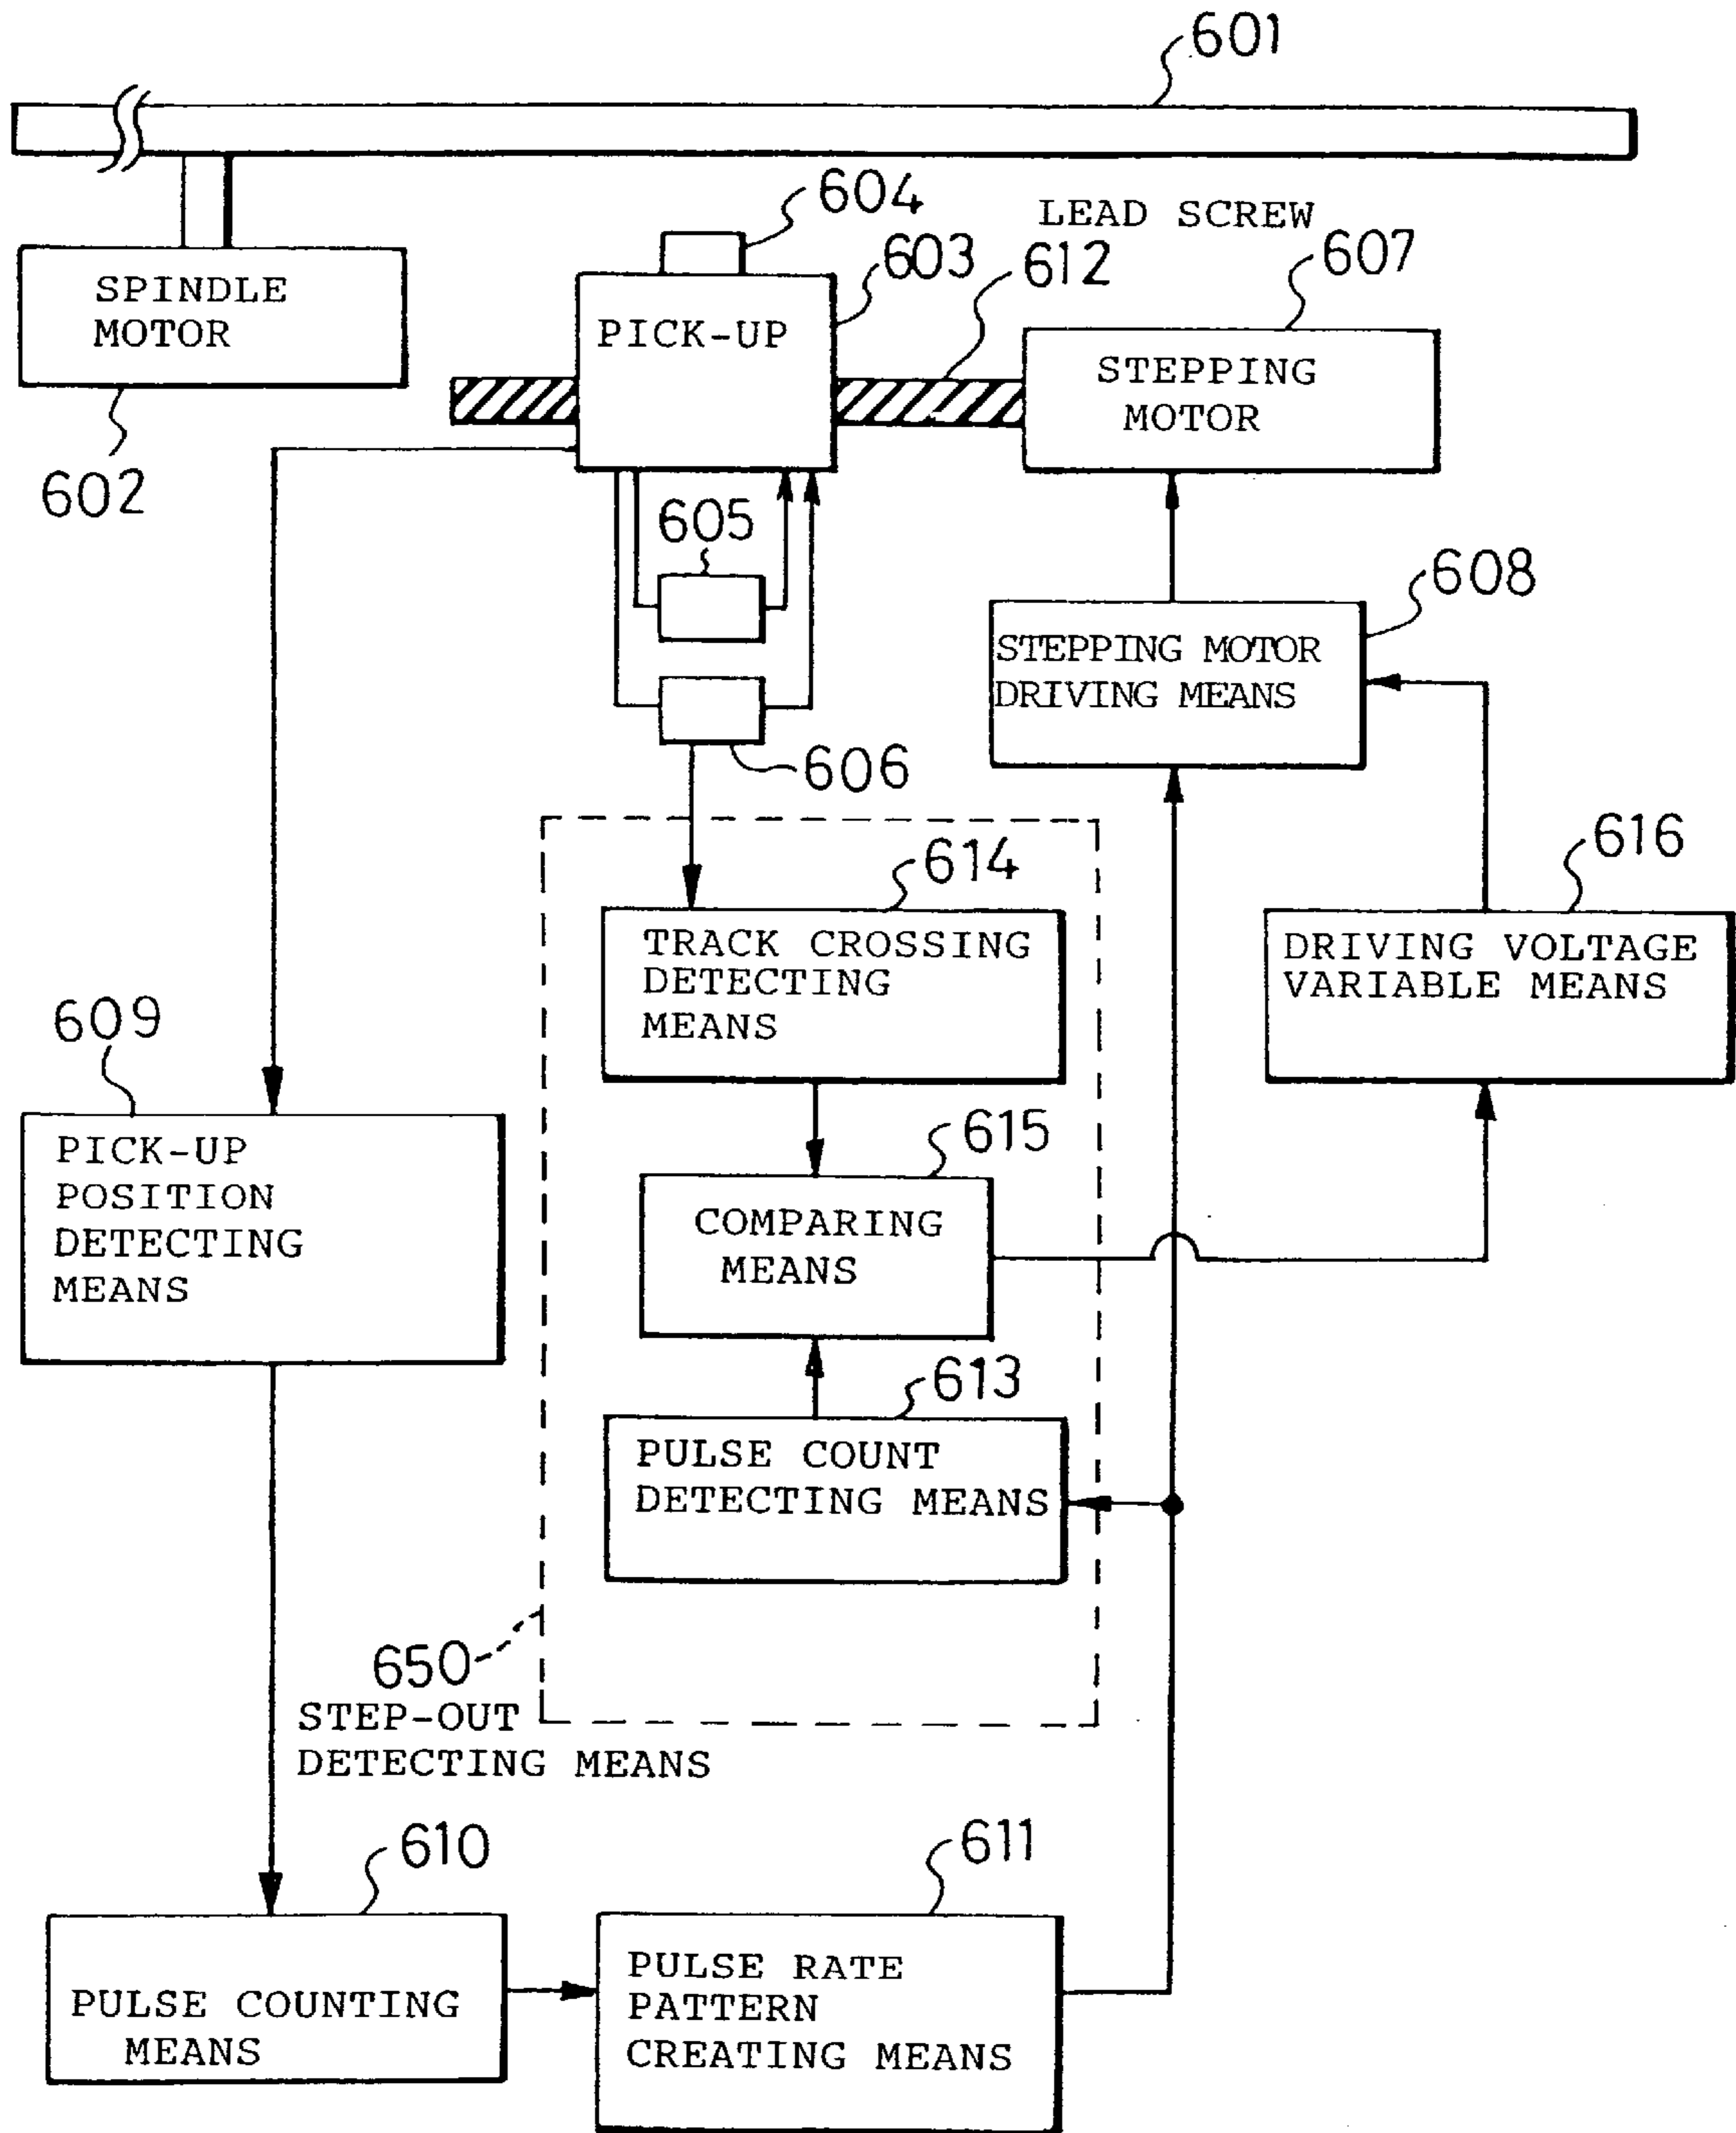 601
604
LEAD SCREW
603
612
607
SPINDLE
MOTOR
PICK-UP
STEPPING
MOTOR
602
605
608
STEPPING MOTOR
DRIVING MEANS
606
614
616
TRACK CROSSING
DETECTING
MEANS
DRIVING VOLTAGE
VARIABLE MEANS
609
PICK-UP
POSITION
DETECTING
MEANS
615
COMPARING
MEANS
613
PULSE COUNT
DETECTING MEANS
650
STEP-OUT
DETECTING MEANS
610
611
PULSE COUNTING
MEANS
PULSE RATE
PATTERN
CREATING MEANS